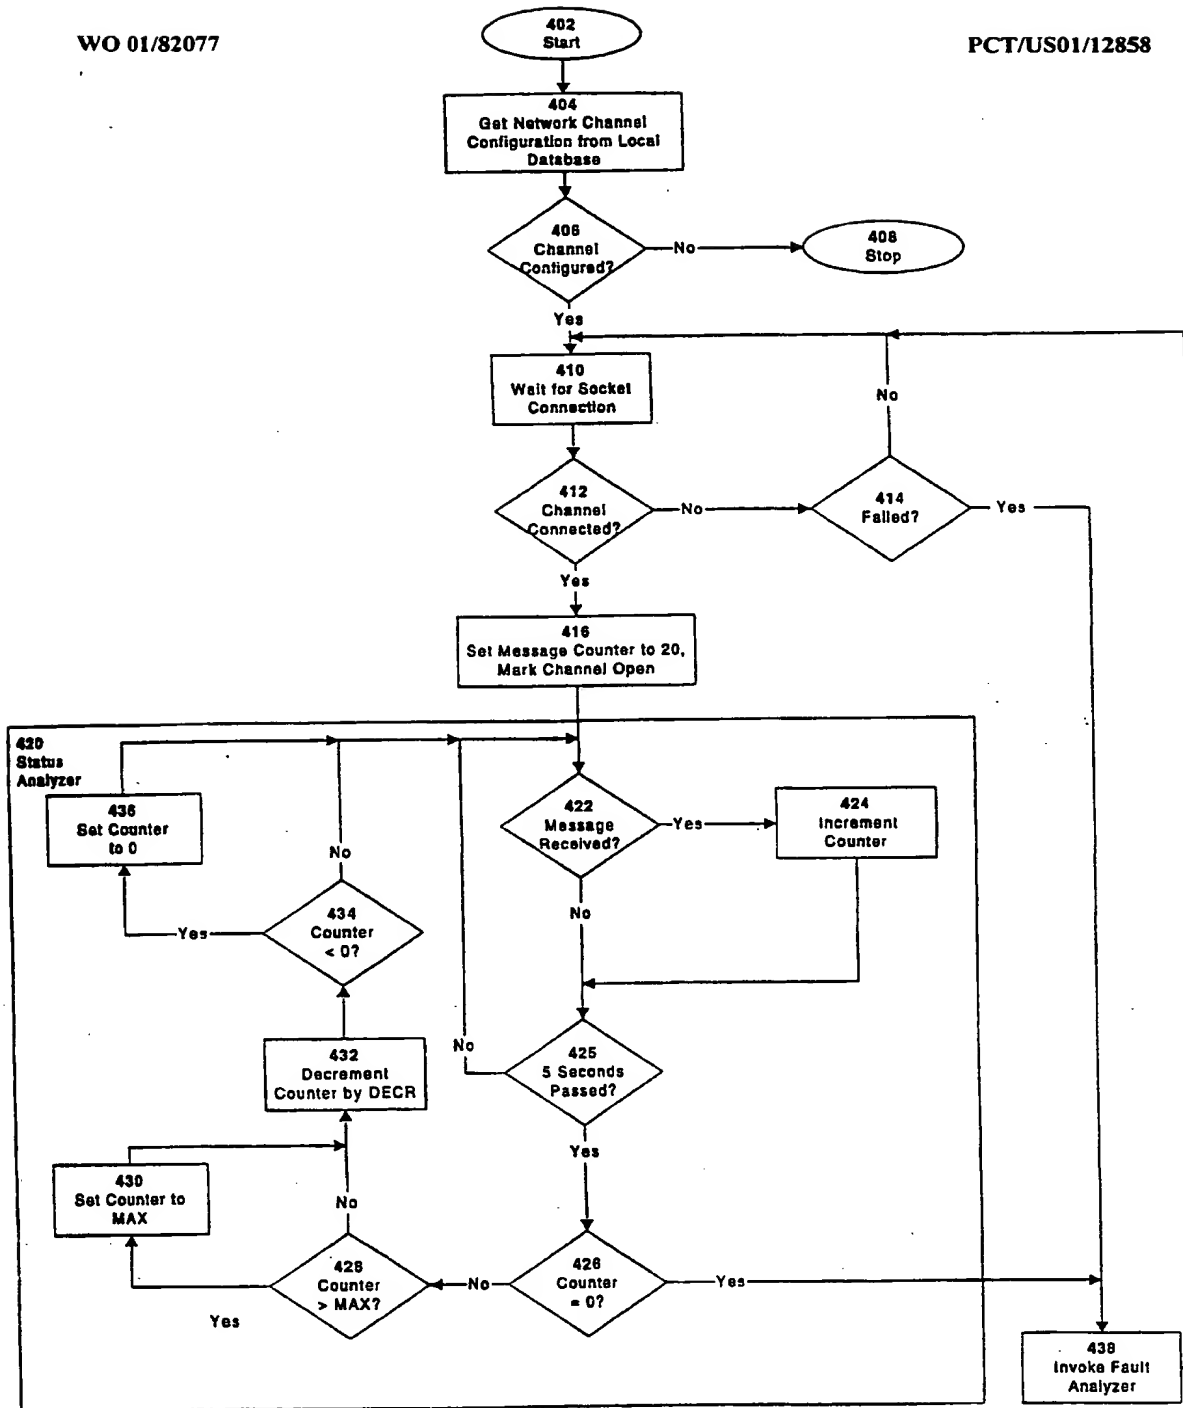 WO 01/82077
PCT/US01/12858
402
Start
404
Get Network Channel
Configuration from Local
Database
406
Channel
Configured?
No
408
Stop
Yes
410
Wait for Socket
Connection
No
412
Channel
Connected?
No
414
Failed?
Yes
Yes
416
Set Message Counter to 20,
Mark Channel Open
420
Status
Analyzer
436
Set Counter
to 0
422
Message
Received?
Yes
424
Increment
Counter
No
434
Counter
< 0?
Yes
No
432
Decrement
Counter by DECR
No
425
5 Seconds
Passed?
Yes
430
Set Counter to
MAX
No
428
Counter
> MAX?
Yes
No
426
Counter
= 0?
Yes
438
Invoke Fault
Analyzer